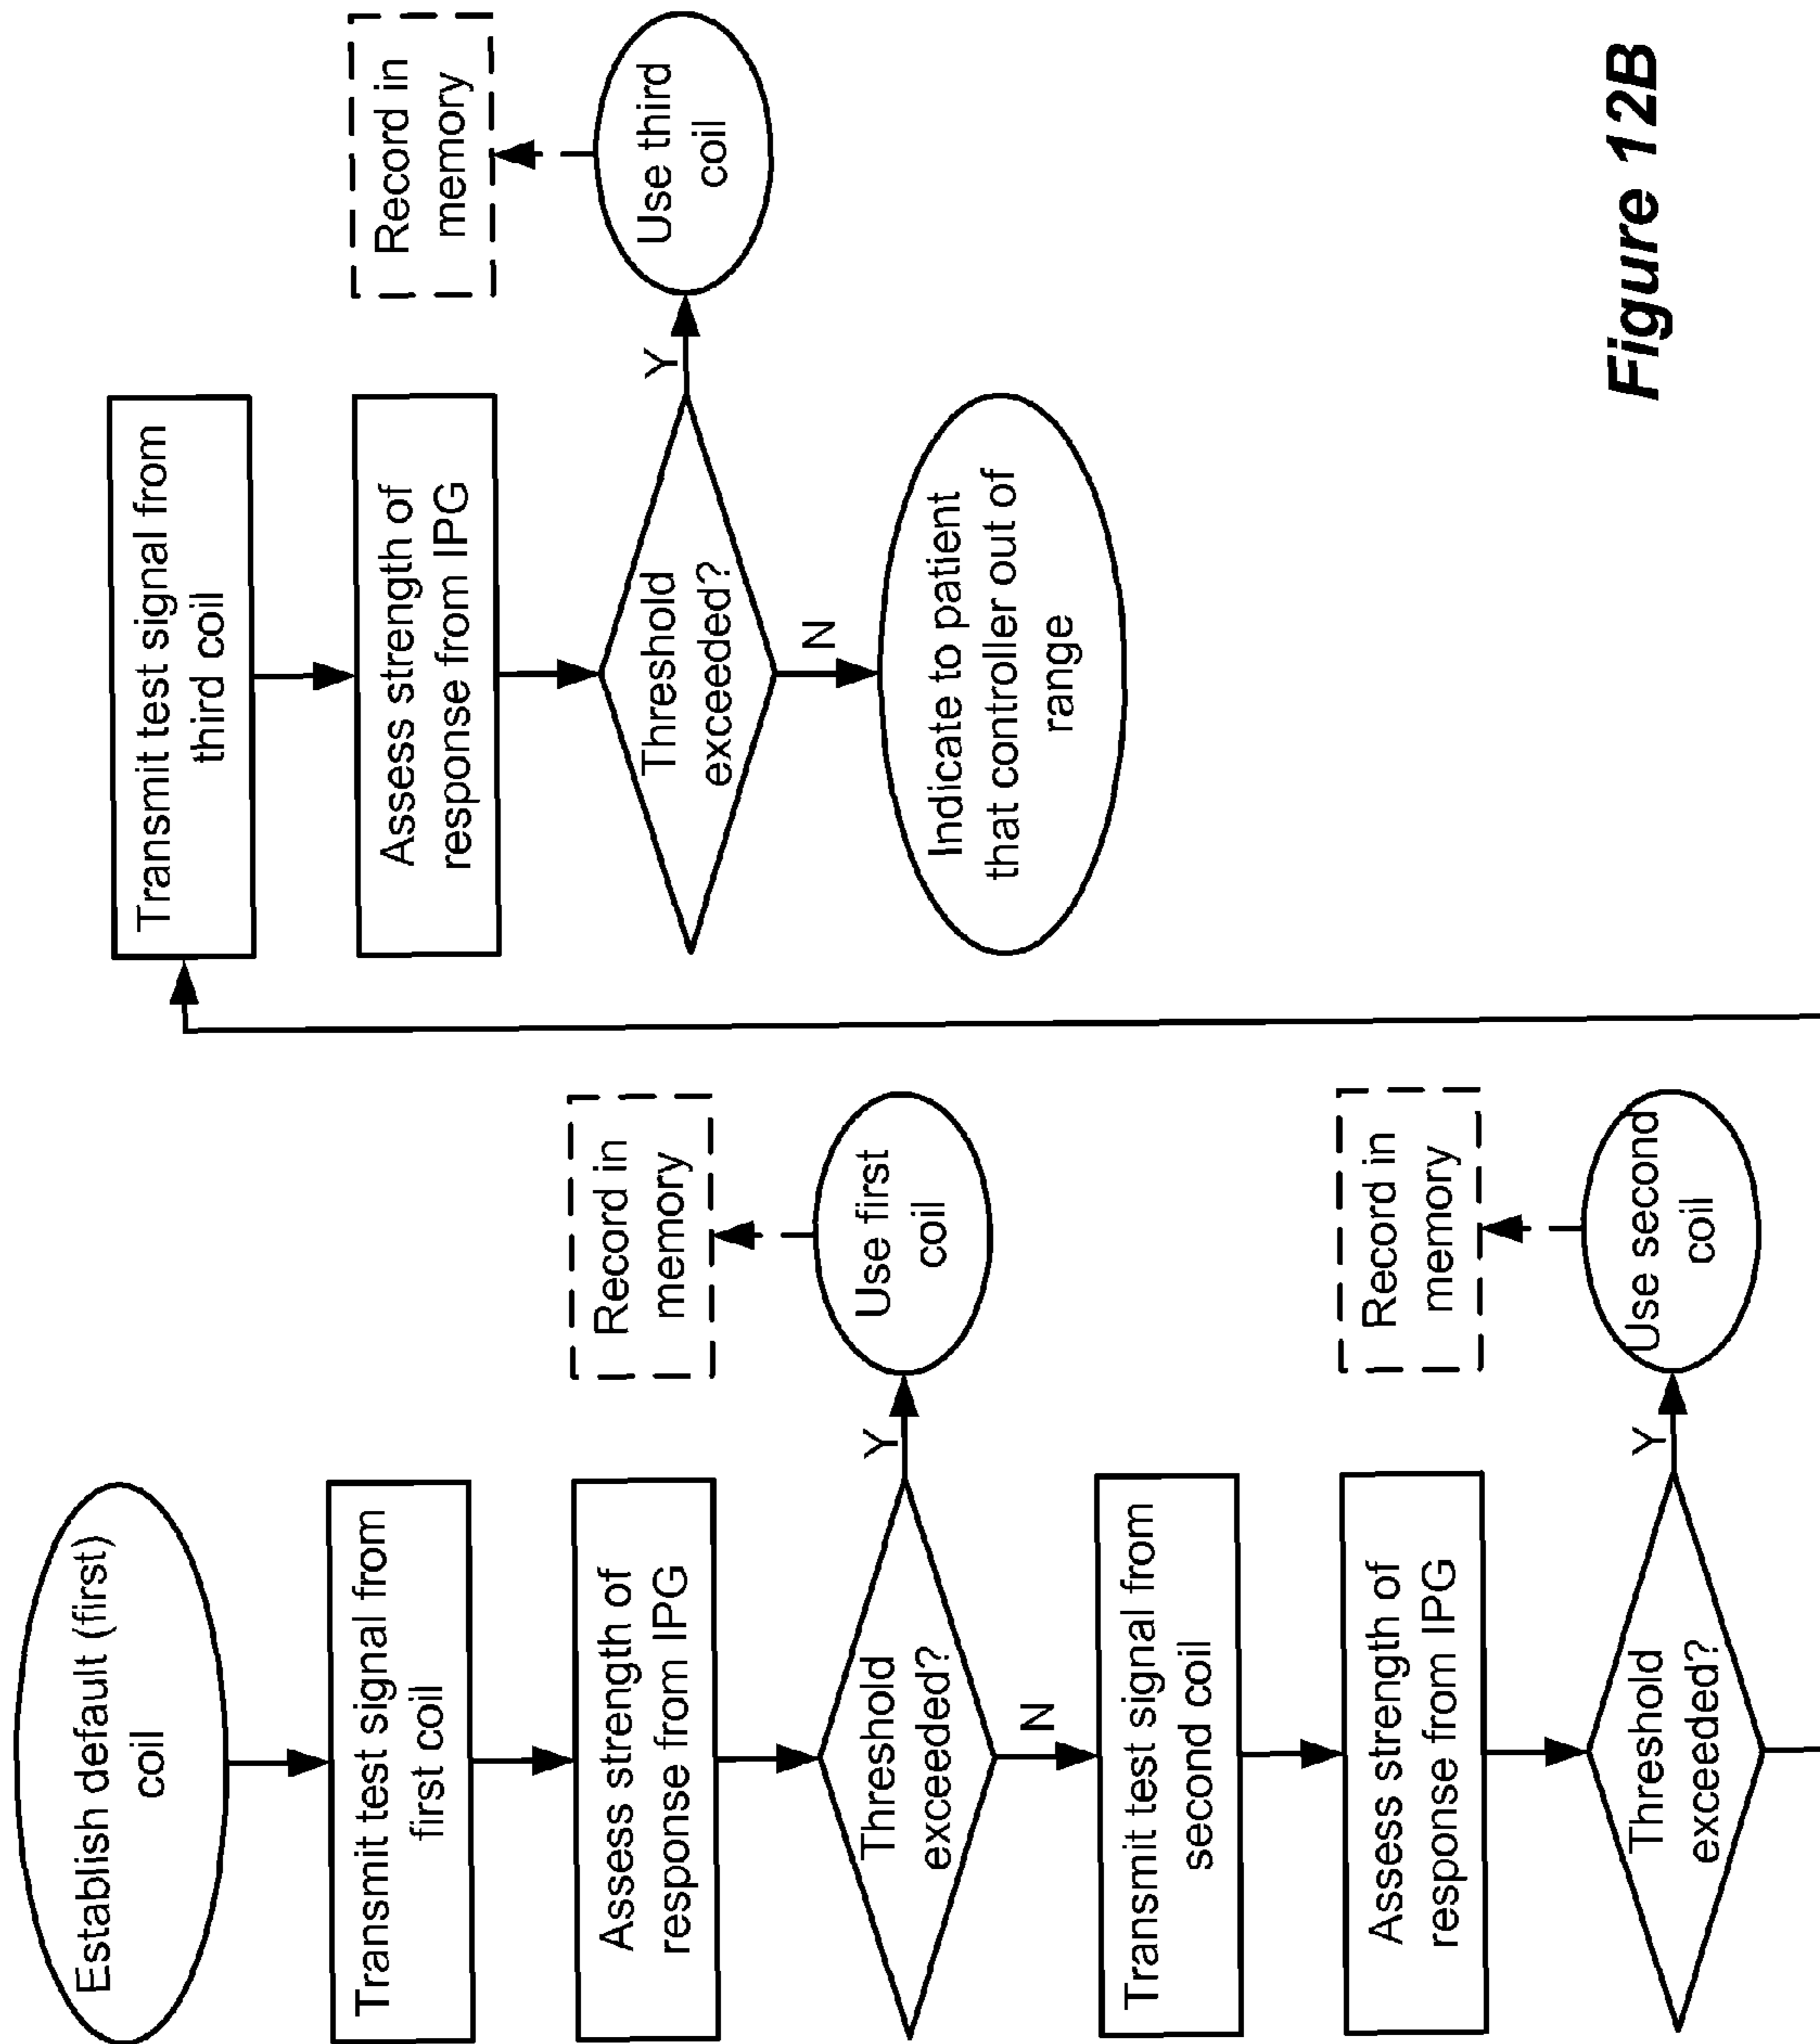 Establish default (first)
coil
Transmit test signal from
first coil
Assess strength of
response from IPG
Threshold
exceeded?
Y
Use first
coil
Record in
memory
N
Transmit test signal from
second coil
Assess strength of
response from IPG
Threshold
exceeded?
Y
Use second
coil
Record in
memory
Transmit test signal from
third coil
Assess strength of
response from IPG
Threshold
exceeded?
Y
Use third
coil
Record in
memory
N
Indicate to patient
that controller out of
range
Figure 12B